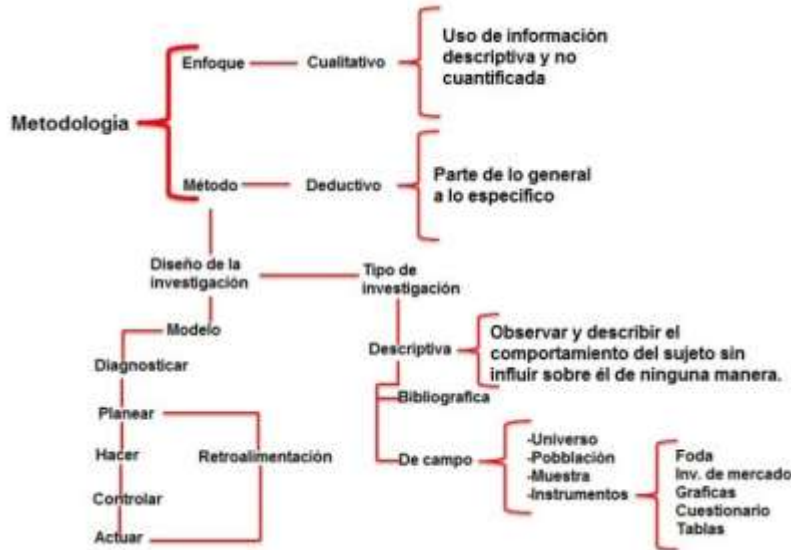 Uso de información
descriptiva y no
cuantificada
Enfoque
Cualitativo
Metodologia
Método
Deductivo
Parte de lo general
a lo especifico
Diseño de la
investigación
Tipo de
investigación
Modelo
Diagnosticar
Planear
Hacer
Controlar
Actuar
Retroalimentación
Descriptiva
Observar y describir el
comportamiento del sujeto sin
influir sobre él de ninguna manera.
Bibliografica
De campo
-Universo
-Pobblación
-Muestra
-Instrumentos
Foda
Inv. de mercado
Graficas
Cuestionario
Tablas